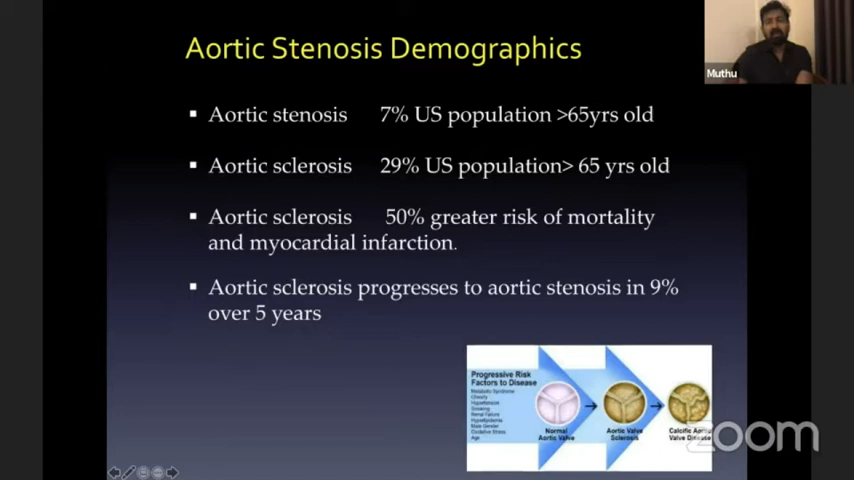 Aortic Stenosis Demographics
Muthu
▪ Aortic stenosis 7% US population >65yrs old
▪ Aortic sclerosis 29% US population> 65 yrs old
▪ Aortic sclerosis 50% greater risk of mortality
and myocardial infarction.
▪ Aortic sclerosis progresses to aortic stenosis in 9%
over 5 years
Progressive Risk
Factors to Disease
Metabolic Syndrome
Obesity
Hypertension
Smoking
Renal Failure
Hyperlipidemia
Male Gender
Oxidative Stress
Age
Normal
Aortic Valve
Aortic Valve
Sclerosis
Calcific
Valve
zoom